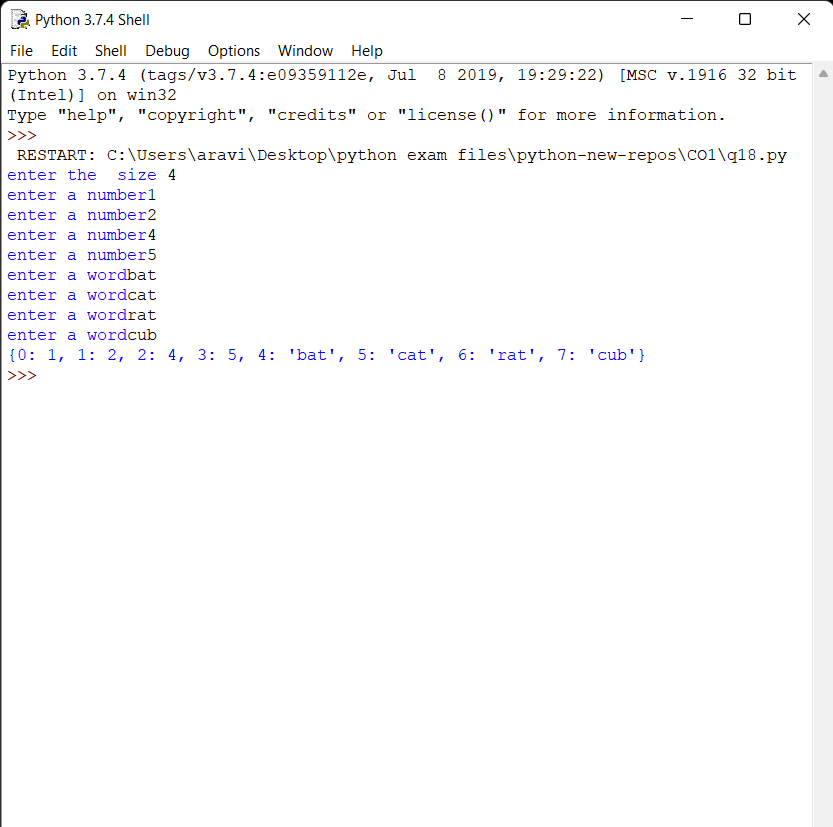 Python 3.7.4 Shell
File Edit Shell Debug Options Window Help
Python 3.7.4 (tags/v3.7.4:e09359112e, Jul  8 2019, 19:29:22) [MSC v.1916 32 bit
(Intel)] on win32
Type "help", "copyright", "credits" or "license()" for more information.
>>>
 RESTART: C:\Users\aravi\Desktop\python exam files\python-new-repos\CO1\q18.py
enter the  size 4
enter a number1
enter a number2
enter a number4
enter a number5
enter a wordbat
enter a wordcat
enter a wordrat
enter a wordcub
{0: 1, 1: 2, 2: 4, 3: 5, 4: 'bat', 5: 'cat', 6: 'rat', 7: 'cub'}
>>>